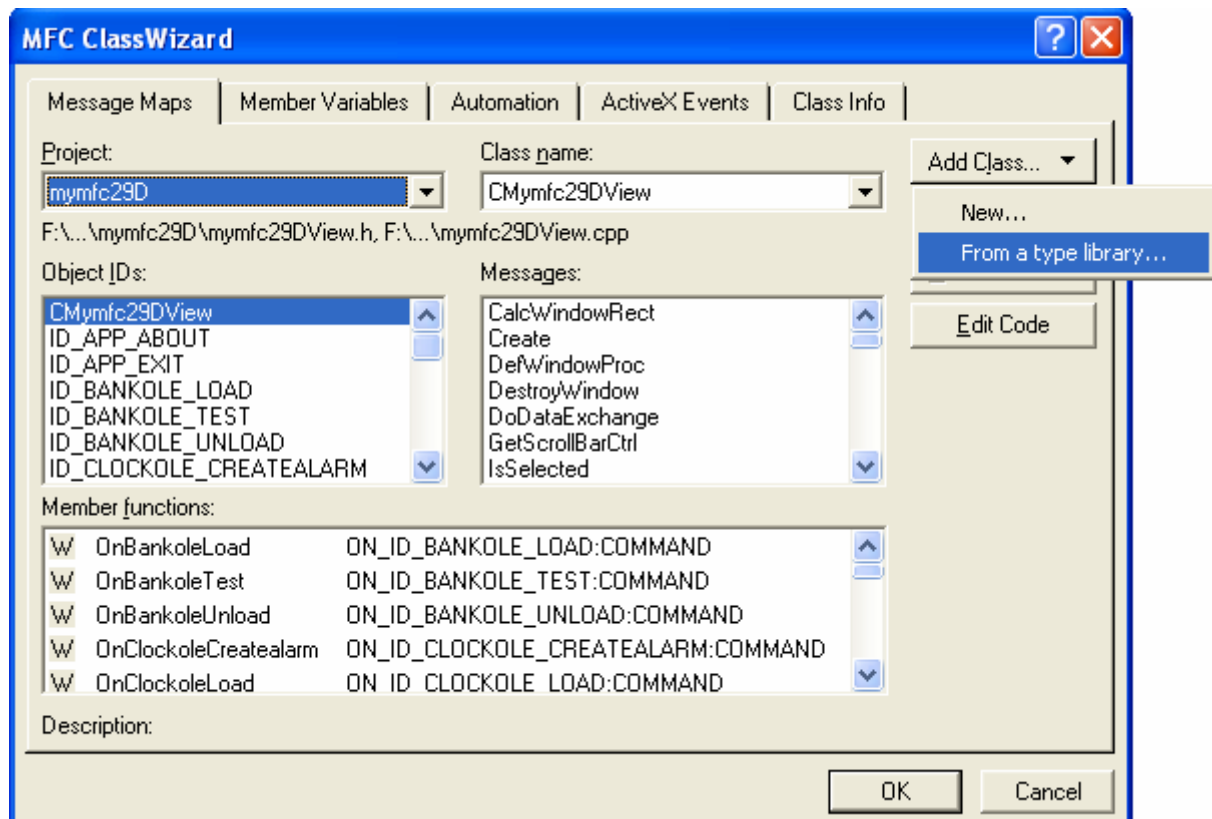 MFC ClassWizard
Message Maps
Member Variables
Automation
ActiveX Events
Class Info
Project:
Class name:
Add Class...
mymfc29D
CMymfc29DView
New...
From a type library...
F:\...\mymfc29D\mymfc29DView.h, F:\...\mymfc29DView.cpp
Object IDs:
Messages:
CMymfc29DView
ID_APP_ABOUT
ID_APP_EXIT
ID_BANKOLE_LOAD
ID_BANKOLE_TEST
ID_BANKOLE_UNLOAD
ID_CLOCKOLE_CREATEALARM
CalcWindowRect
Create
DefWindowProc
DestroyWindow
DoDataExchange
GetScrollBarCtrl
IsSelected
Edit Code
Member functions:
W OnBankoleLoad ON_ID_BANKOLE_LOAD:COMMAND
W OnBankoleTest ON_ID_BANKOLE_TEST:COMMAND
W OnBankoleUnload ON_ID_BANKOLE_UNLOAD:COMMAND
W OnClockoleCreatealarm ON_ID_CLOCKOLE_CREATEALARM:COMMAND
W OnClockoleLoad ON_ID_CLOCKOLE_LOAD:COMMAND
Description:
OK
Cancel